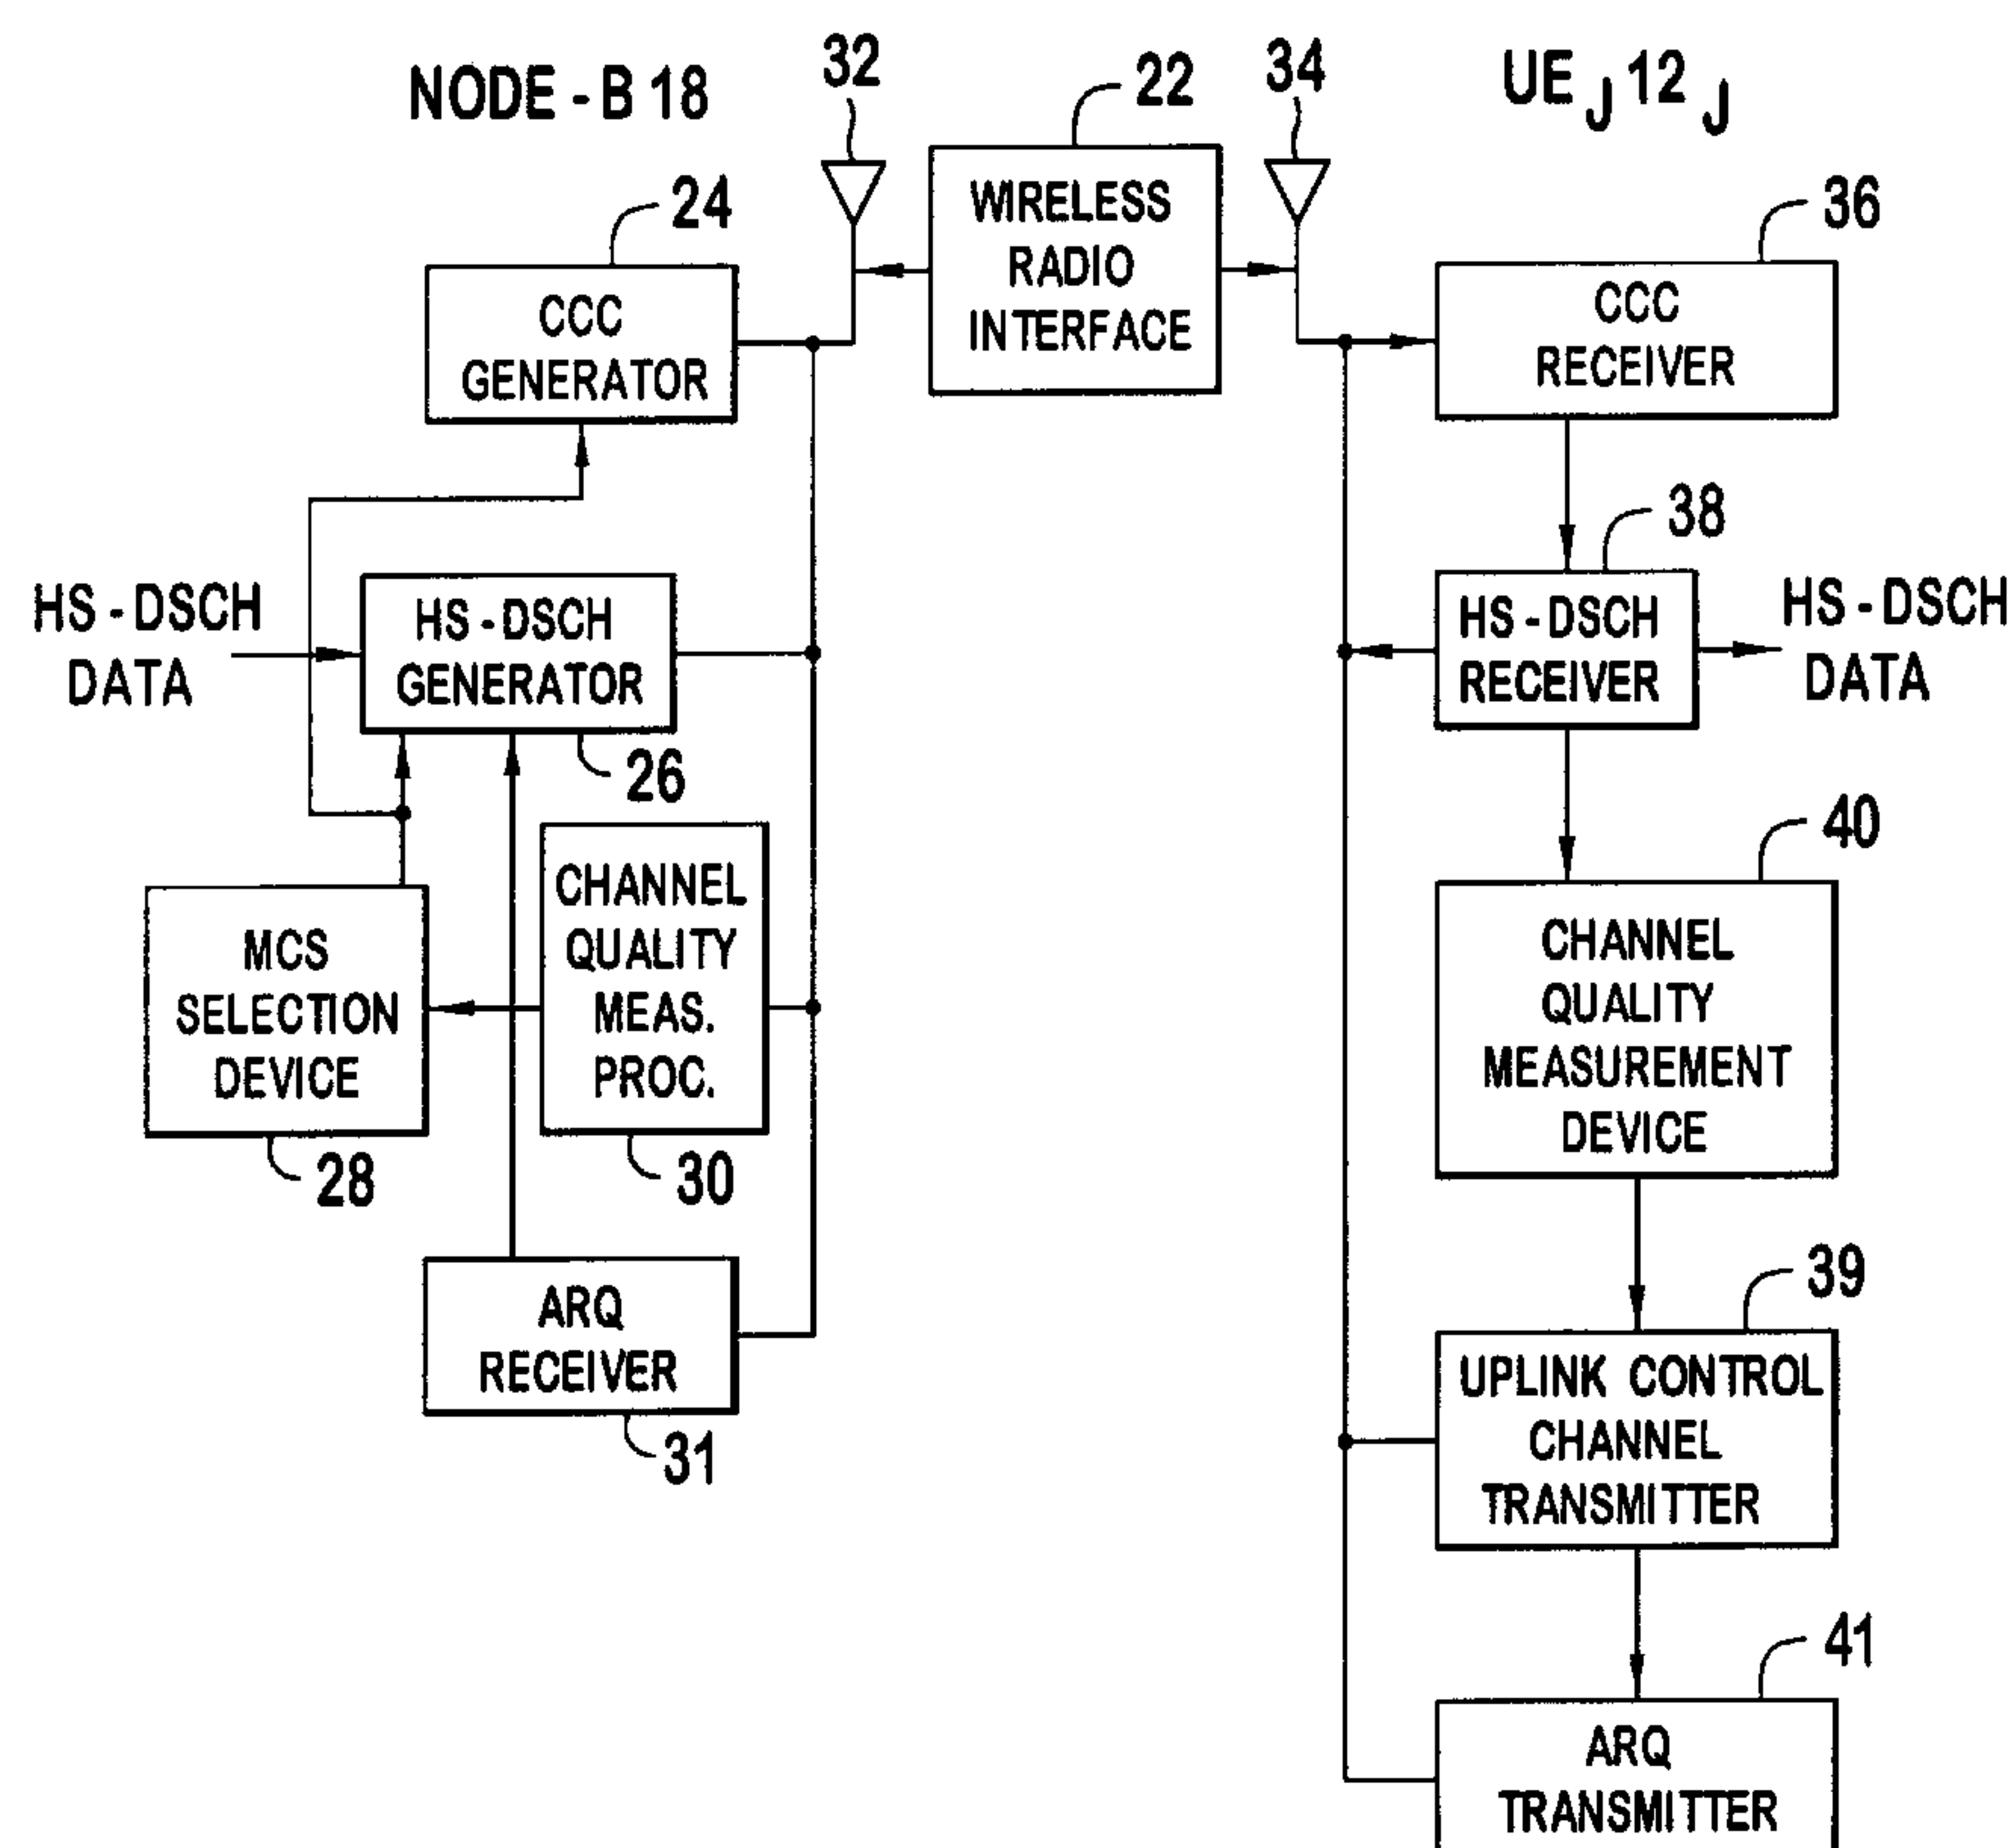 NODE - B 18
32
22
34
UE J 12 J
24
WIRELESS
RADIO
INTERFACE
36
CCC
GENERATOR
CCC
RECEIVER
38
HS - DSCH
DATA
HS - DSCH
GENERATOR
26
HS - DSCH
RECEIVER
HS - DSCH
DATA
MCS
SELECTION
DEVICE
28
CHANNEL
QUALITY
MEAS.
PROC.
30
40
CHANNEL
QUALITY
MEASUREMENT
DEVICE
ARQ
RECEIVER
31
39
UPLINK CONTROL
CHANNEL
TRANSMITTER
41
ARQ
TRANSMITTER